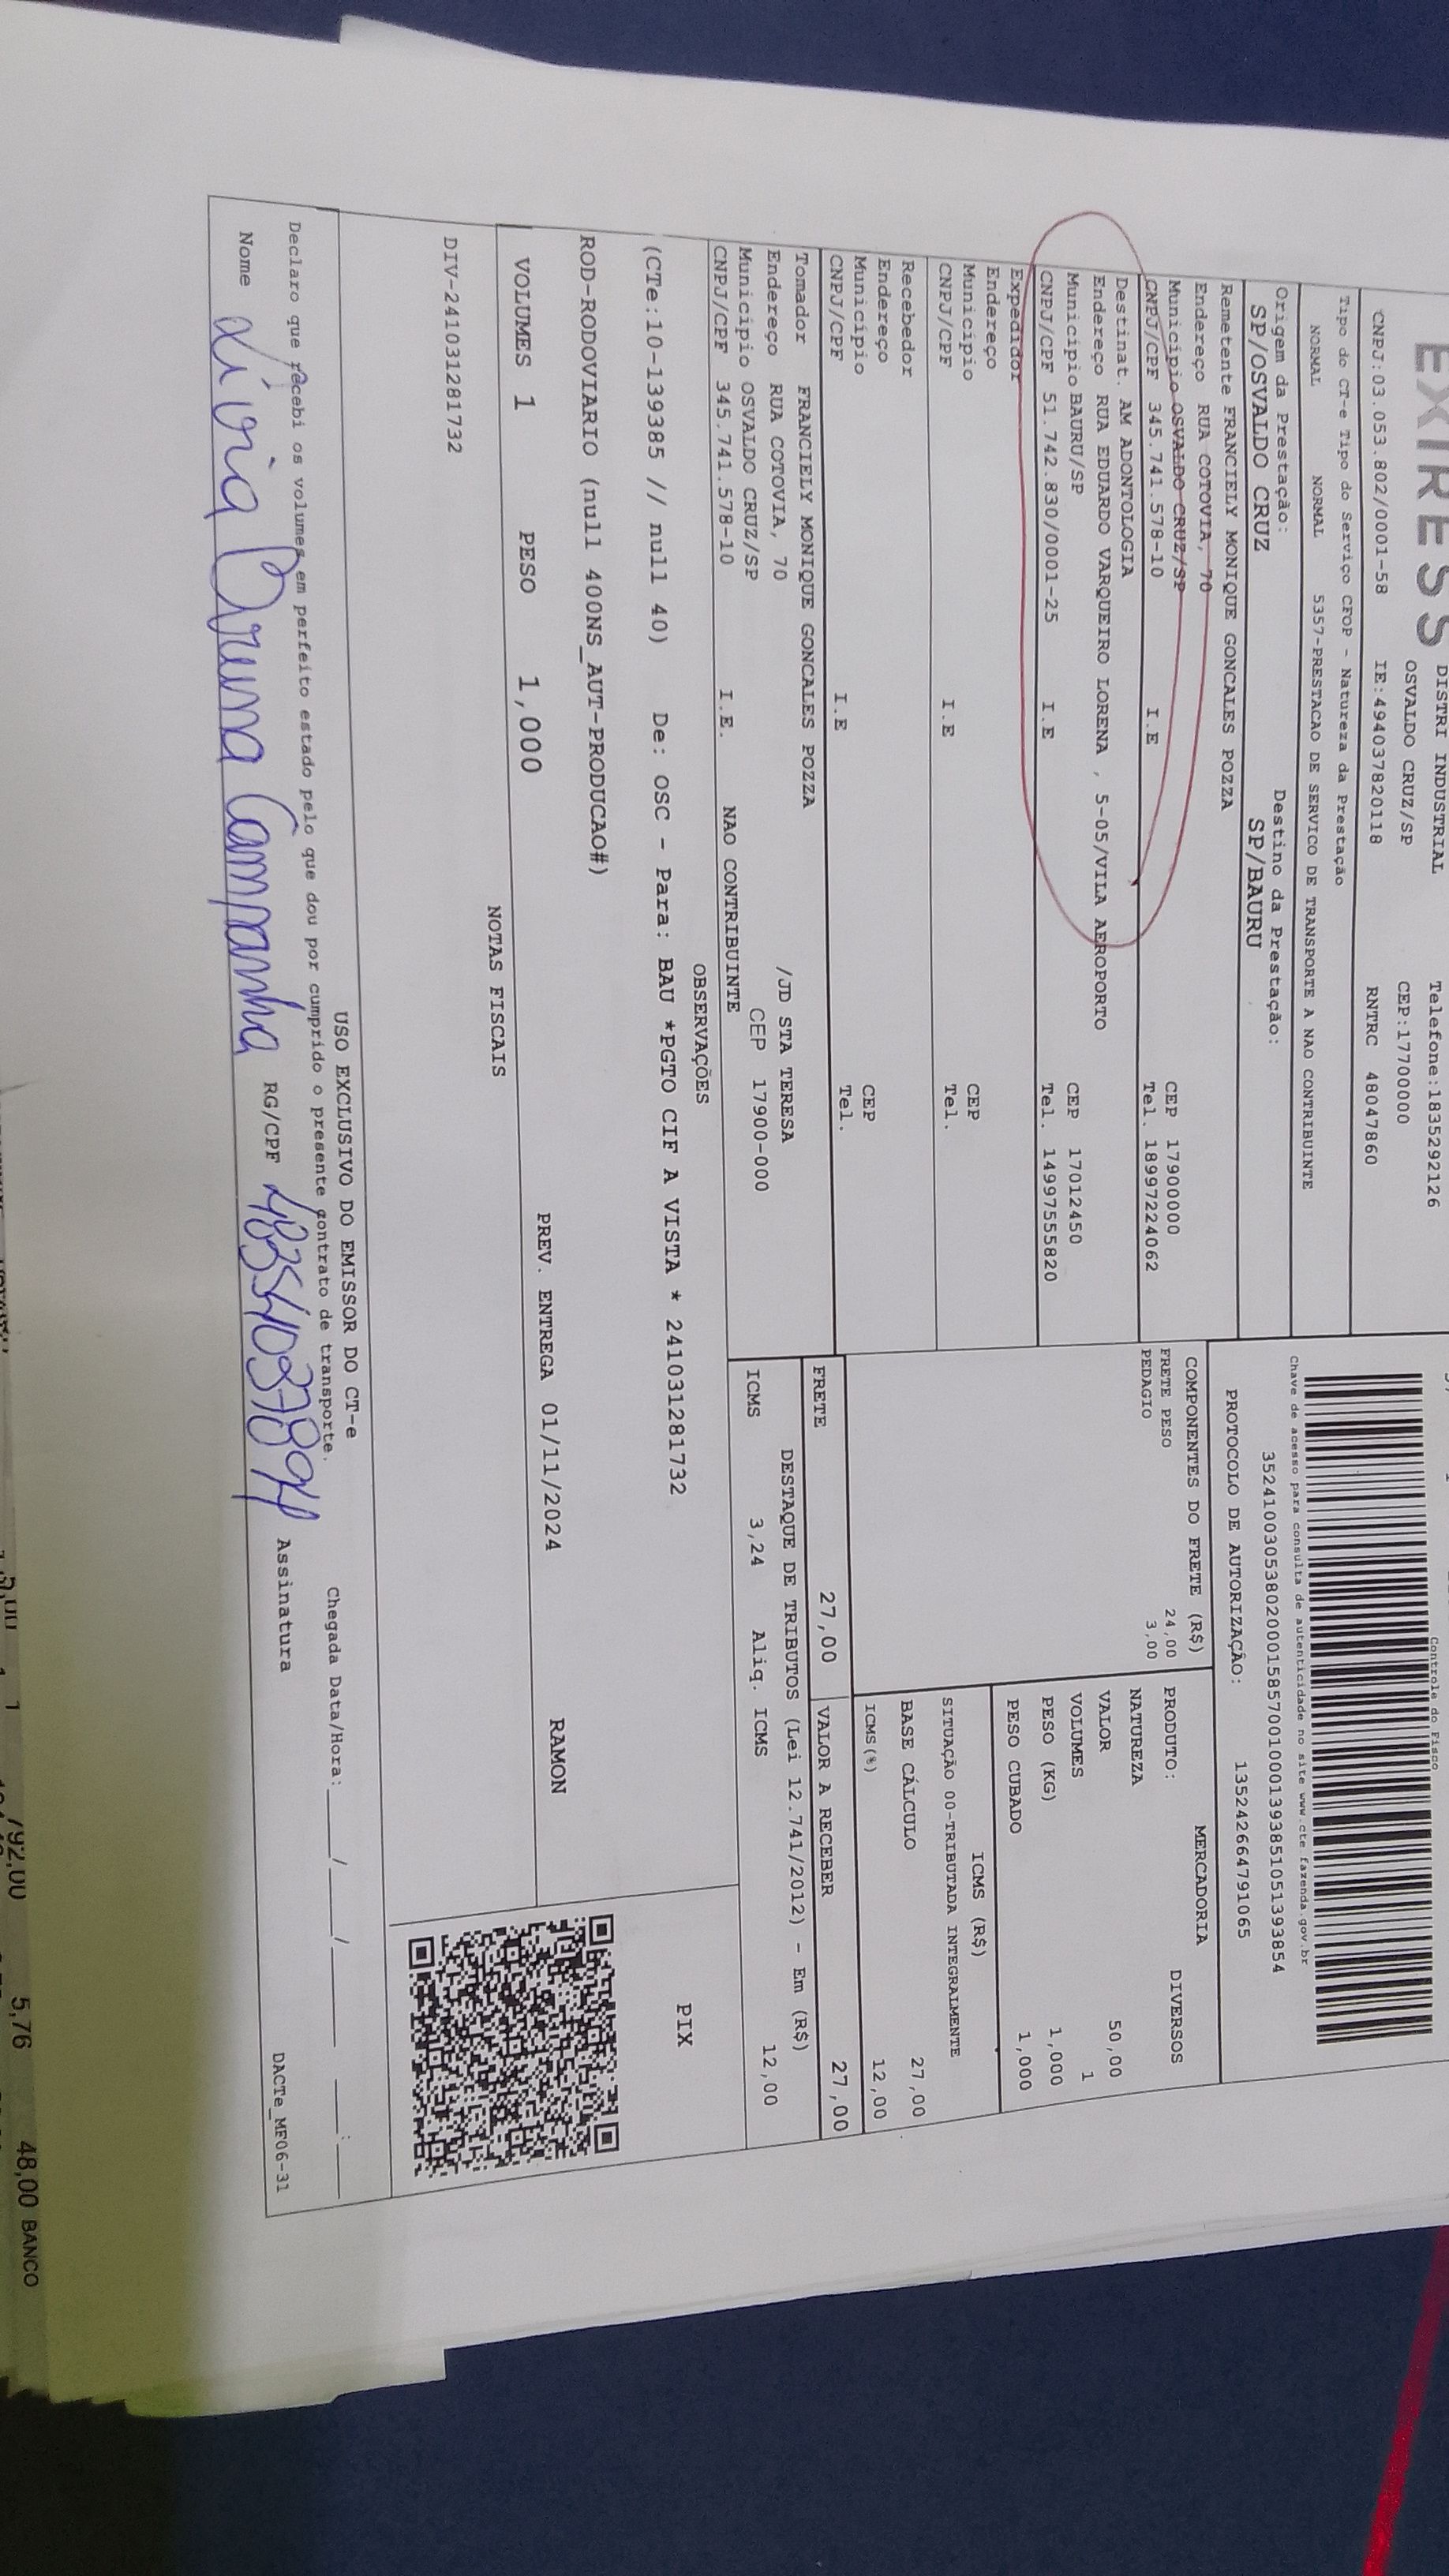 EXPRESS
DISTRI INDUSTRIAL
Telefone:1835292126
OSVALDO CRUZ/SP
CEP:17700000
CNPJ:03.053.802/0001-58 IE:494037820118 RNTRC 48047860
Tipo do CT-e Tipo do Serviço CFOP - Natureza da Prestação
NORMAL NORMAL 5357-PRESTACAO DE SERVICO DE TRANSPORTE A NAO CONTRIBUINTE
Origem da Prestação: Destino da Prestação:
SP/OSVALDO CRUZ SP/BAURU
Remetente FRANCIELY MONIQUE GONCALES POZZA
Endereço RUA COTOVIA, 70
Municipio OSVALDO CRUZ/SP CEP 17900000
CNPJ/CPF 345.741.578-10 I.E Tel. 18997224062
Destinat. AM ADONTOLOGIA
Endereço RUA EDUARDO VARQUEIRO LORENA , 5-05/VILA AEROPORTO
Municipio BAURU/SP CEP 17012450
CNPJ/CPF 51.742.830/0001-25 I.E Tel. 14997555820
Expedidor
Endereço
Município CEP
CNPJ/CPF I.E Tel.
Recebedor
Endereço
Município CEP
CNPJ/CPF I.E Tel.
Tomador FRANCIELY MONIQUE GONCALES POZZA
Endereço RUA COTOVIA, 70 /JD STA TERESA
Municipio OSVALDO CRUZ/SP CEP 17900-000
CNPJ/CPF 345.741.578-10 I.E. NAO CONTRIBUINTE
Controle do Fisco
Chave de acesso para consulta de autenticidade no site www.cte.fazenda.gov.br
35241003053802000158570010001393851051393854
PROTOCOLO DE AUTORIZAÇÃO: 135242664791065
COMPONENTES DO FRETE (R$)
FRETE PESO 24,00
PEDAGIO 3,00
MERCADORIA
PRODUTO: DIVERSOS
NATUREZA
VALOR 50,00
VOLUMES 1
PESO (KG) 1,000
PESO CUBADO 1,000
ICMS (R$)
SITUAÇÃO 00-TRIBUTADA INTEGRALMENTE
BASE CÁLCULO 27,00
ICMS(%) 12,00
FRETE 27,00 VALOR A RECEBER 27,00
DESTAQUE DE TRIBUTOS (Lei 12.741/2012) - Em (R$)
ICMS 3,24 Aliq. ICMS 12,00
OBSERVAÇÕES
(CTe:10-139385 // null 40) De: OSC - Para: BAU *PGTO CIF A VISTA * 241031281732
ROD-RODOVIARIO (null 400NS_AUT-PRODUCAO#)
PIX
VOLUMES 1 PESO 1,000 PREV. ENTREGA 01/11/2024 RAMON
NOTAS FISCAIS
DIV-241031281732
USO EXCLUSIVO DO EMISSOR DO CT-e
Declaro que recebi os volumes em perfeito estado pelo que dou por cumprido o presente contrato de transporte.
Chegada Data/Hora: ____/____/______ ___:___
Nome Lívia Bruna Campanha RG/CPF Assinatura
DACTe_MF06-31
792,00
5,76
48,00 BANCO